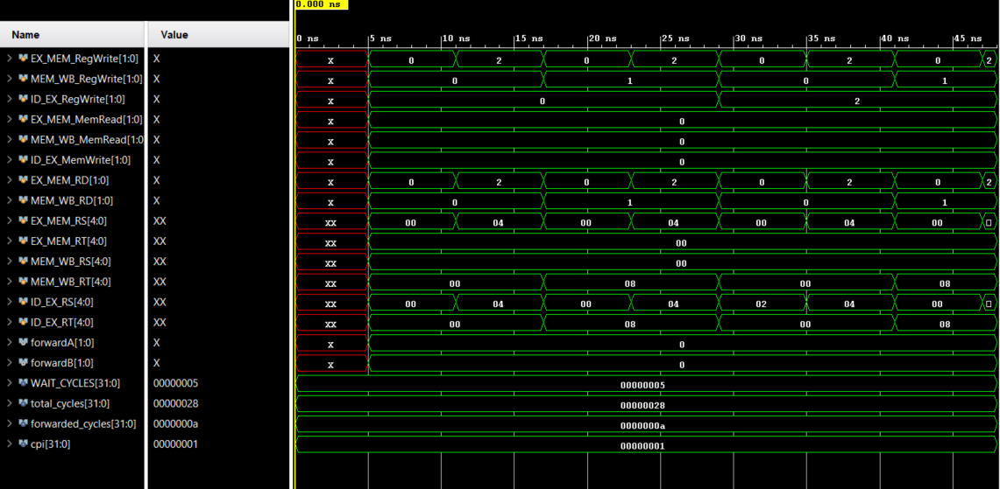 0.000 ns
Name Value 0 ns 5 ns 10 ns 15 ns 20 ns 25 ns 30 ns 35 ns 40 ns 45 ns
EX_MEM_RegWrite[1:0] X X 0 2 0 2 0 2 0 2
MEM_WB_RegWrite[1:0] X X 0 1 0 1
ID_EX_RegWrite[1:0] X X 0 2
EX_MEM_MemRead[1:0] X X 0
MEM_WB_MemRead[1:0 X X 0
ID_EX_MemWrite[1:0] X X 0
EX_MEM_RD[1:0] X X 0 2 0 2 0 2 0 2
MEM_WB_RD[1:0] X X 0 1 0 1
EX_MEM_RS[4:0] XX XX 00 04 00 04 00 04 00
EX_MEM_RT[4:0] XX XX 00
MEM_WB_RS[4:0] XX XX 00
MEM_WB_RT[4:0] XX XX 00 08 00 08
ID_EX_RS[4:0] XX XX 00 04 00 04 02 04 00
ID_EX_RT[4:0] XX XX 00 08 00 08
forwardA[1:0] X X 0
forwardB[1:0] X X 0
WAIT_CYCLES[31:0] 00000005 00000005
total_cycles[31:0] 00000028 00000028
forwarded_cycles[31:0] 0000000a 0000000a
cpi[31:0] 00000001 00000001